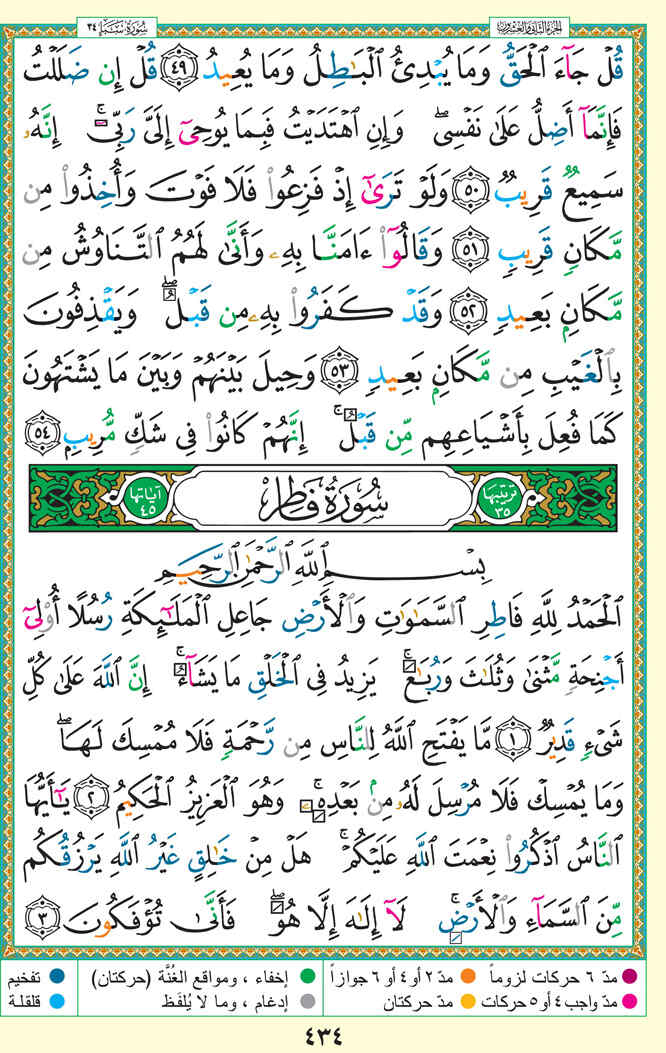 الجزء الثاني والعشرون
سُورَةُ سَبَإٍ ٣٤
قُلْ جَآءَ ٱلْحَقُّ وَمَا يُبْدِئُ ٱلْبَٰطِلُ وَمَا يُعِيدُ ٤٩ قُلْ إِن ضَلَلْتُ
فَإِنَّمَآ أَضِلُّ عَلَىٰ نَفْسِىۖ وَإِنِ ٱهْتَدَيْتُ فَبِمَا يُوحِىٓ إِلَىَّ رَبِّىٓۚ إِنَّهُۥ
سَمِيعٌ قَرِيبٌ ٥٠ وَلَوْ تَرَىٰٓ إِذْ فَزِعُوا۟ فَلَا فَوْتَ وَأُخِذُوا۟ مِن
مَّكَانٍ قَرِيبٍ ٥١ وَقَالُوٓا۟ ءَامَنَّا بِهِۦ وَأَنَّىٰ لَهُمُ ٱلتَّنَاوُشُ مِن
مَّكَانٍۭ بَعِيدٍ ٥٢ وَقَدْ كَفَرُوا۟ بِهِۦ مِن قَبْلُۖ وَيَقْذِفُونَ
بِٱلْغَيْبِ مِن مَّكَانٍۭ بَعِيدٍ ٥٣ وَحِيلَ بَيْنَهُمْ وَبَيْنَ مَا يَشْتَهُونَ
كَمَا فُعِلَ بِأَشْيَاعِهِم مِّن قَبْلُۚ إِنَّهُمْ كَانُوا۟ فِى شَكٍّ مُّرِيبٍۭ ٥٤
ترتيبها ٣٥ سُورَةُ فَاطِرٍ آياتها ٤٥
بِسْمِ ٱللَّهِ ٱلرَّحْمَٰنِ ٱلرَّحِيمِ
ٱلْحَمْدُ لِلَّهِ فَاطِرِ ٱلسَّمَٰوَٰتِ وَٱلْأَرْضِ جَاعِلِ ٱلْمَلَٰٓئِكَةِ رُسُلًا أُو۟لِىٓ
أَجْنِحَةٍ مَّثْنَىٰ وَثُلَٰثَ وَرُبَٰعَۚ يَزِيدُ فِى ٱلْخَلْقِ مَا يَشَآءُۚ إِنَّ ٱللَّهَ عَلَىٰ كُلِّ
شَىْءٍ قَدِيرٌ ١ مَّا يَفْتَحِ ٱللَّهُ لِلنَّاسِ مِن رَّحْمَةٍ فَلَا مُمْسِكَ لَهَاۖ
وَمَا يُمْسِكْ فَلَا مُرْسِلَ لَهُۥ مِنۢ بَعْدِهِۦۚ وَهُوَ ٱلْعَزِيزُ ٱلْحَكِيمُ ٢ يَٰٓأَيُّهَا
ٱلنَّاسُ ٱذْكُرُوا۟ نِعْمَتَ ٱللَّهِ عَلَيْكُمْۚ هَلْ مِنْ خَٰلِقٍ غَيْرُ ٱللَّهِ يَرْزُقُكُم
مِّنَ ٱلسَّمَآءِ وَٱلْأَرْضِۚ لَآ إِلَٰهَ إِلَّا هُوَۖ فَأَنَّىٰ تُؤْفَكُونَ ٣
مدّ ٦ حركات لزوماً مدّ ٢ أو ٤ أو ٦ جوازاً إخفاء ، ومواقع الغُنَّة (حركتان) تفخيم
مدّ واجب ٤ أو ٥ حركات مدّ حركتان إدغام ، وما لا يُلفَظ قلقلة
٤٣٤